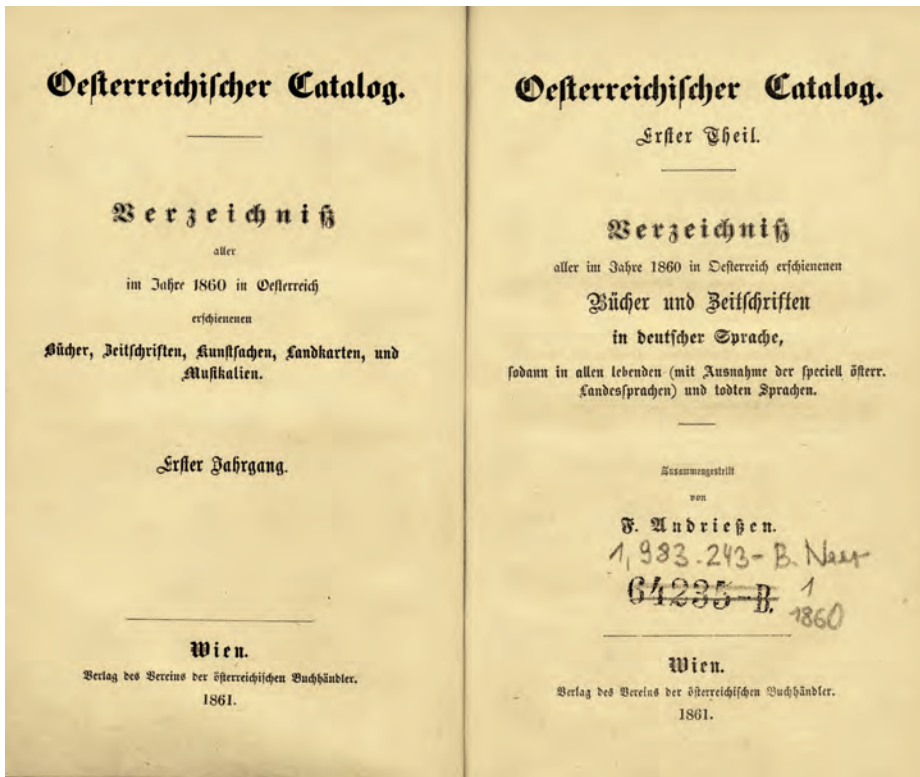 Oesterreichischer Catalog.
Verzeichniß
aller
im Jahre 1860 in Oesterreich
erschienenen
Bücher, Zeitschriften, Kunstsachen, Landkarten, und
Musikalien.
Erster Jahrgang.
Wien.
Verlag des Vereins der österreichischen Buchhändler.
1861.
Oesterreichischer Catalog.
Erster Theil.
Verzeichniß
aller im Jahre 1860 in Oesterreich erschienenen
Bücher und Zeitschriften
in deutscher Sprache,
sodann in allen lebenden (mit Ausnahme der speciell österr.
Landessprachen) und todten Sprachen.
Zusammengestellt
von
F. Andrießen.
1,983.243-B. Neu
64235-B. 1
1860
Wien.
Verlag des Vereins der österreichischen Buchhändler.
1861.